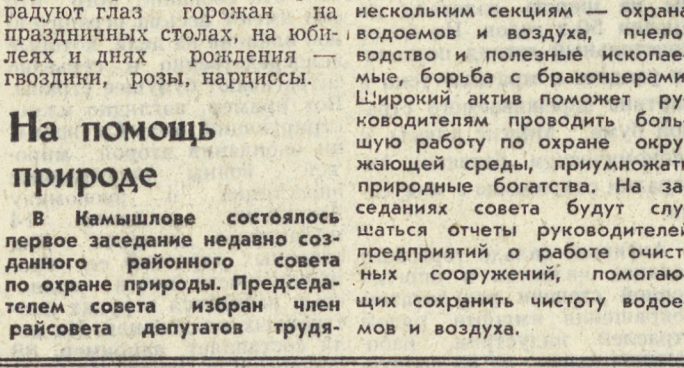 радуют глаз горожан на
праздничных столах, на юби-
леях и днях рождения —
гвоздики, розы, нарциссы.
На помощь
природе
В Камышлове состоялось
первое заседание недавно соз-
данного районного совета
по охране природы. Председа-
телем совета избран член
райсовета депутатов трудя-
нескольким секциям — охрана
водоемов и воздуха, пчело-
водство и полезные ископае-
мые, борьба с браконьерами.
Широкий актив поможет ру-
ководителям проводить боль-
шую работу по охране окру-
жающей среды, приумножать
природные богатства. На за-
седаниях совета будут слу-
шаться отчеты руководителей
предприятий о работе очист-
ных сооружений, помогаю-
щих сохранить чистоту водое-
мов и воздуха.